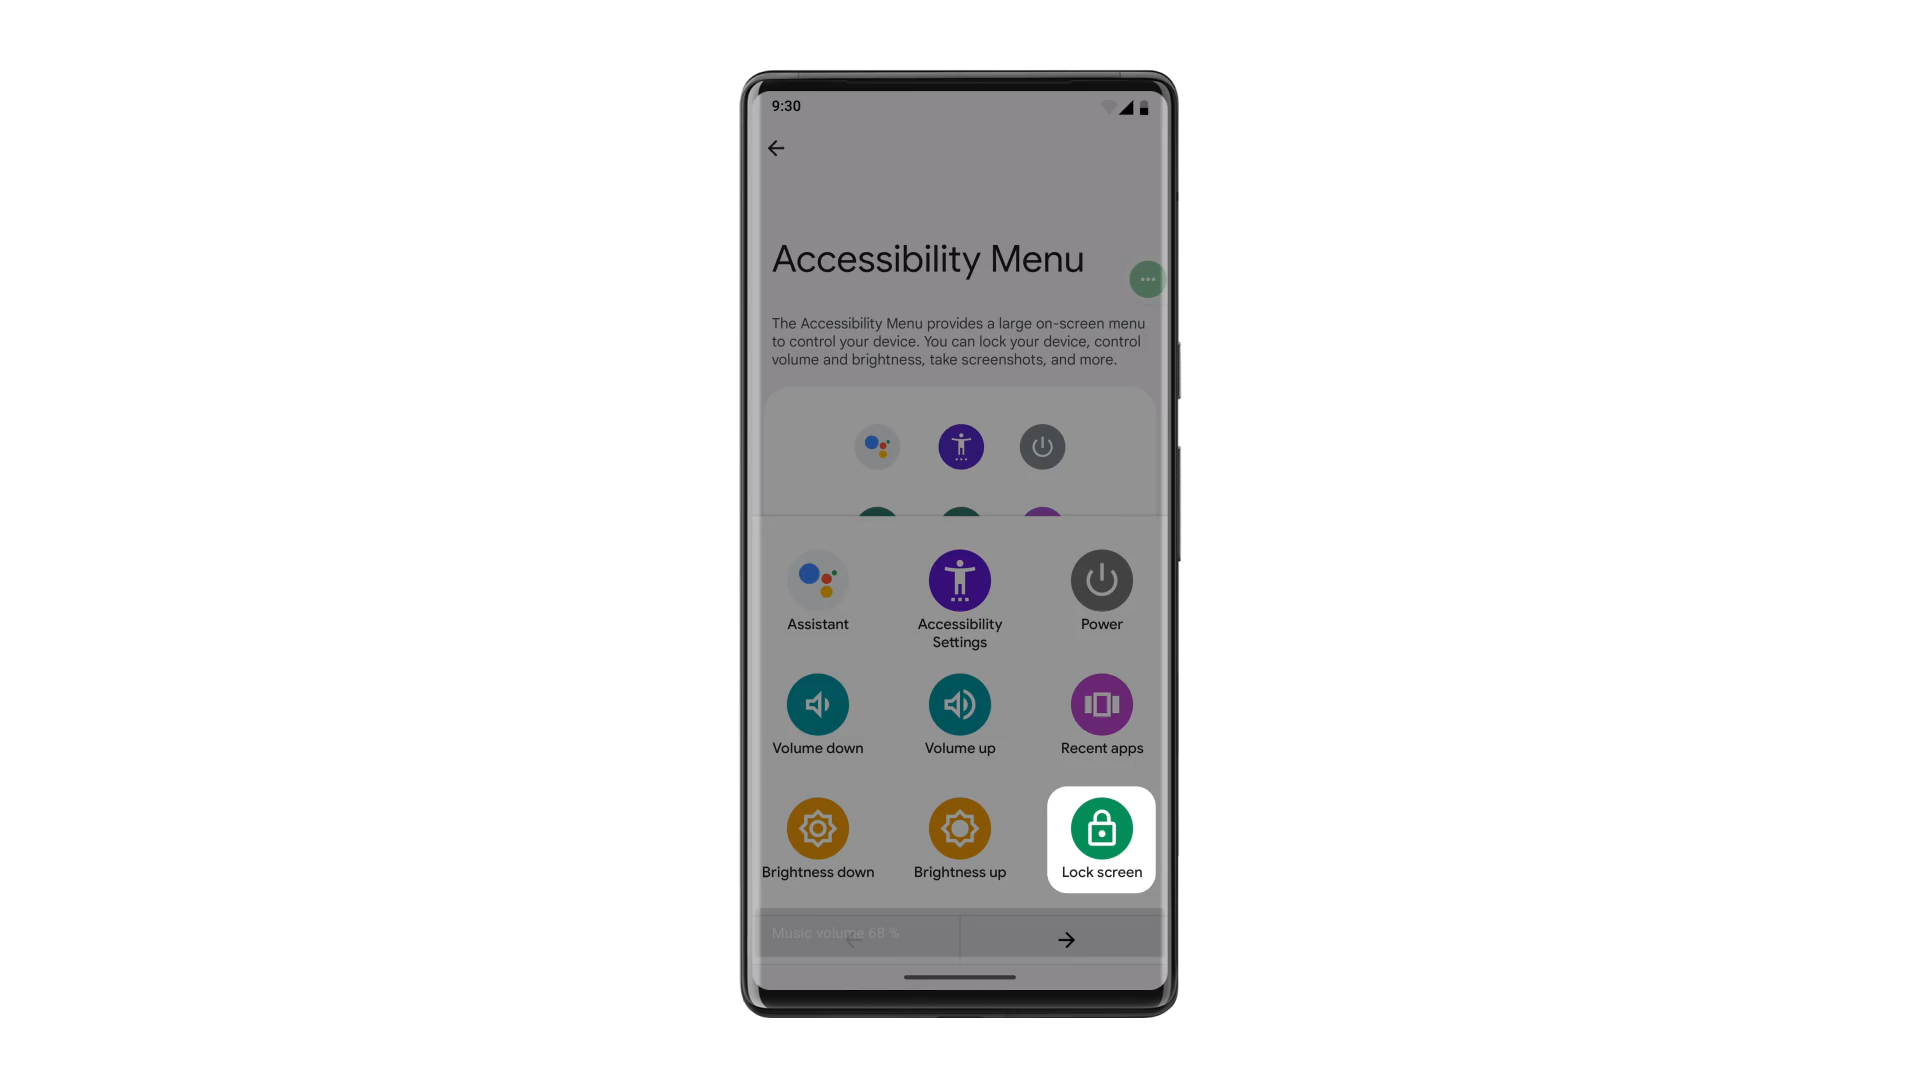 9:30
Accessibility Menu
The Accessibility Menu provides a large on-screen menu
to control your device. You can lock your device, control
volume and brightness, take screenshots, and more.
Assistant
Accessibility
Settings
Power
Volume down
Volume up
Recent apps
Brightness down
Brightness up
Lock screen
Music volume 68 %